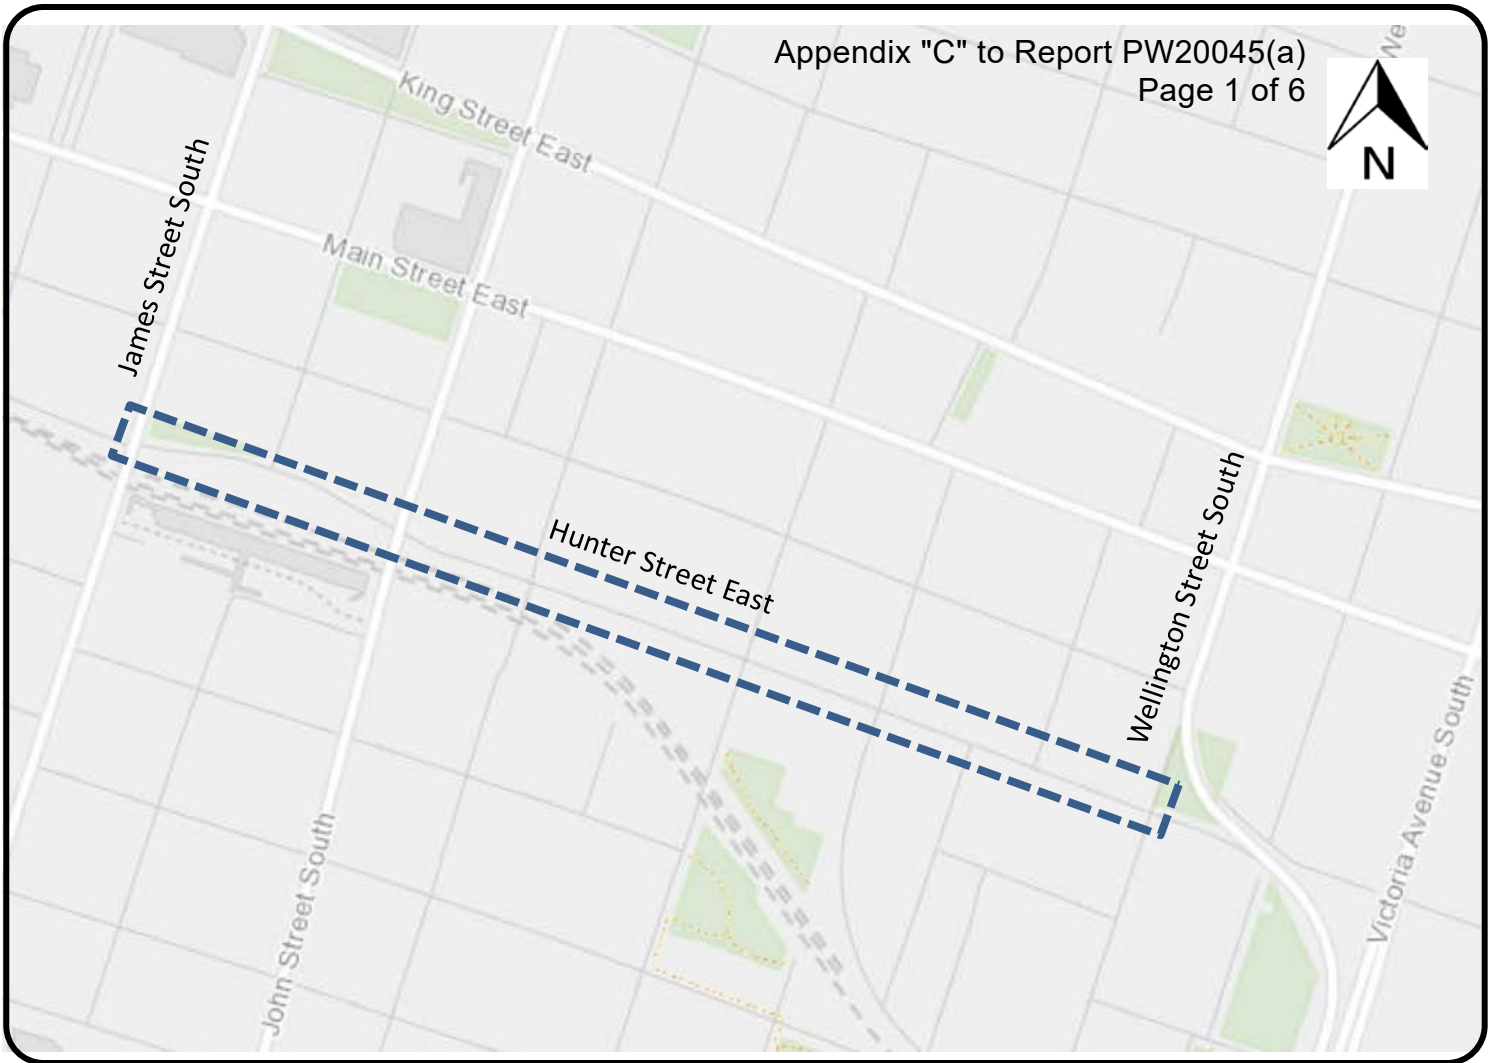 Appendix "C" to Report PW20045(a)
Page 1 of 6
N
We
King Street East
James Street South
Main Street East
Hunter Street East
Wellington Street South
Victoria Avenue South
John Street South